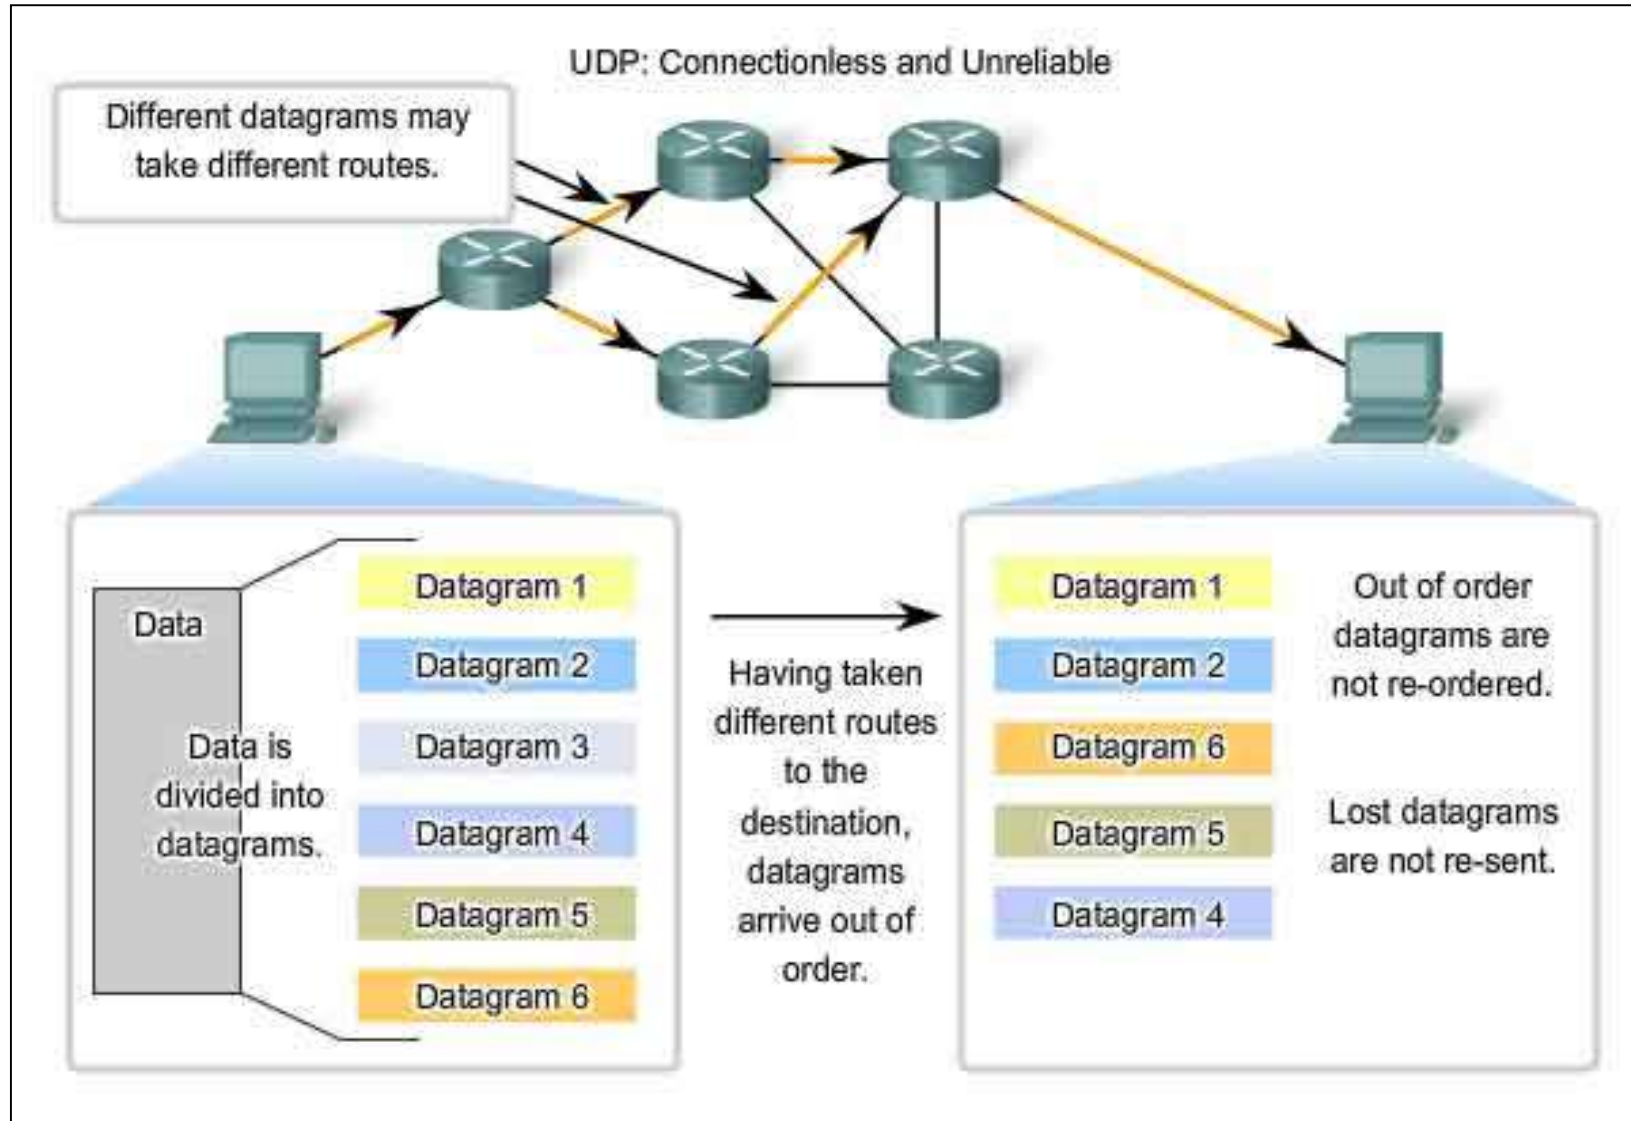 UDP: Connectionless and Unreliable
Different datagrams may
take different routes.
Data
Data is
divided into
datagrams.
Datagram 1
Datagram 2
Datagram 3
Datagram 4
Datagram 5
Datagram 6
Having taken
different routes
to the
destination,
datagrams
arrive out of
order.
Datagram 1
Datagram 2
Datagram 6
Datagram 5
Datagram 4
Out of order
datagrams are
not re-ordered.
Lost datagrams
are not re-sent.